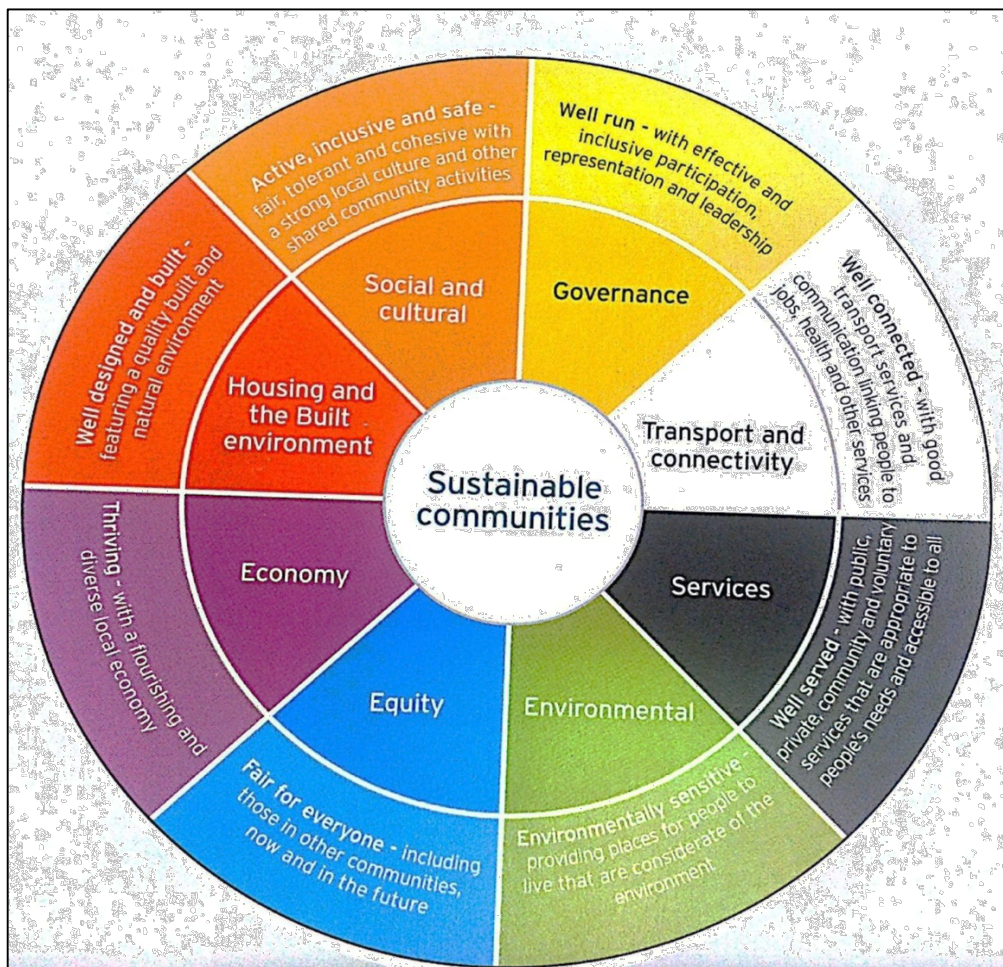 Sustainable
communities
Governance
Well run - with effective and
inclusive participation,
representation and leadership
Transport and
connectivity
Well connected - with good
transport services and
communication linking people to
jobs, health and other services
Services
Well served - with public,
private, community and voluntary
services that are appropriate to
people's needs and accessible to all
Environmental
Environmentally sensitive
providing places for people to
live that are considerate of the
environment
Equity
Fair for everyone - including
those in other communities,
now and in the future
Economy
Thriving - with a flourishing and
diverse local economy
Housing and
the Built
environment
Well designed and built -
featuring a quality built and
natural environment
Social and
cultural
Active, inclusive and safe -
fair, tolerant and cohesive with
a strong local culture and other
shared community activities